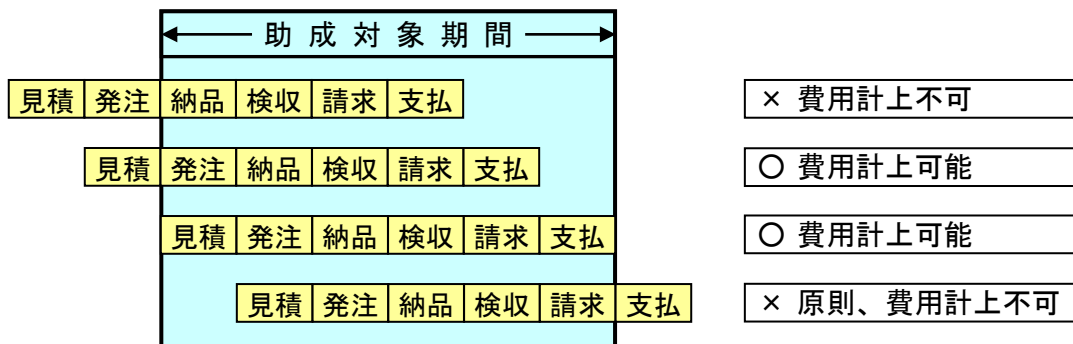 助成対象期間
見積 発注 納品 検収 請求 支払 × 費用計上不可
見積 発注 納品 検収 請求 支払 〇 費用計上可能
見積 発注 納品 検収 請求 支払 〇 費用計上可能
見積 発注 納品 検収 請求 支払 × 原則、費用計上不可